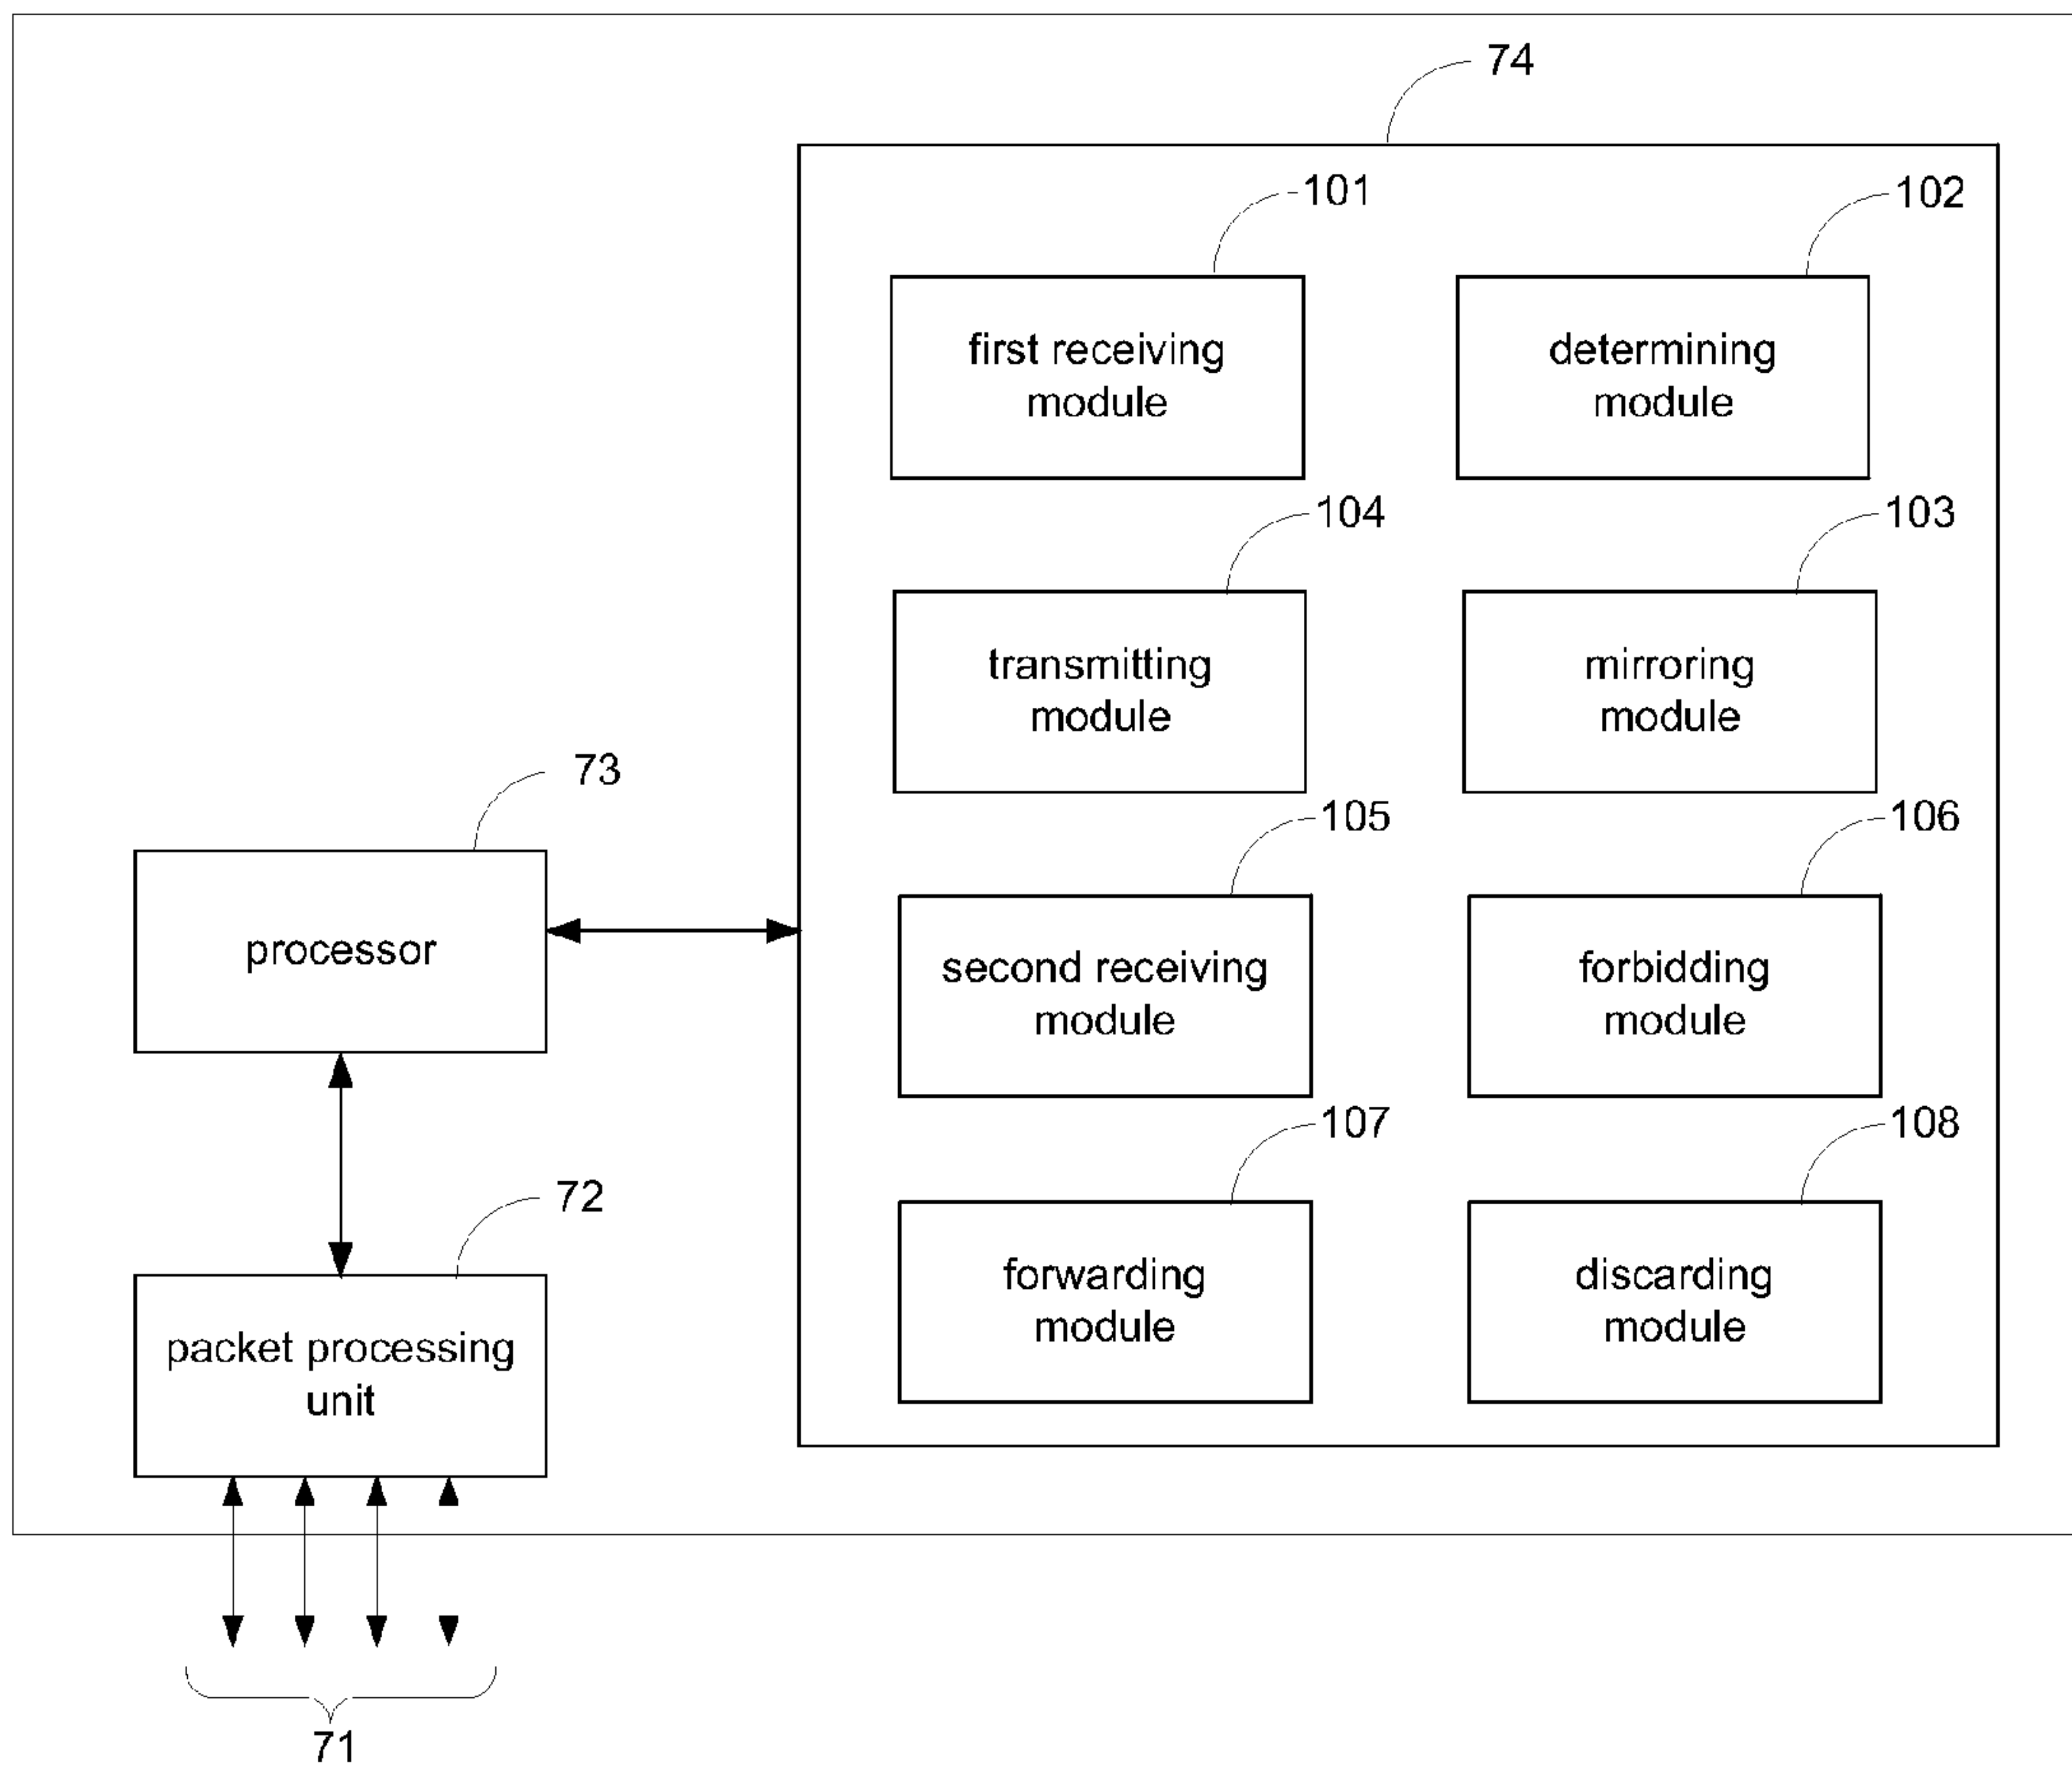 74
101
102
first receiving
module
determining
module
104
103
transmitting
module
mirroring
module
73
105
106
processor
second receiving
module
forbidding
module
107
108
72
packet processing
unit
forwarding
module
discarding
module
71